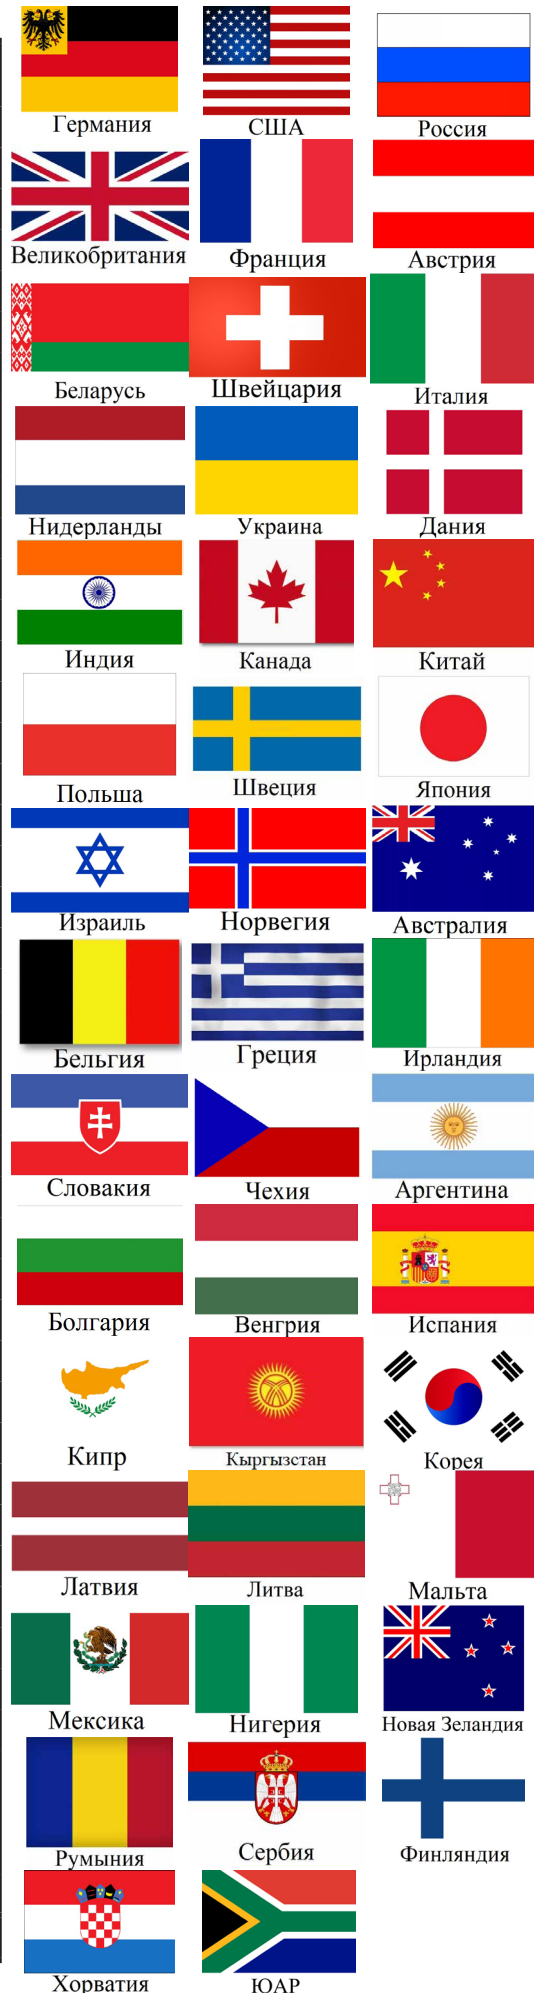 Германия
США
Россия
Великобритания
Франция
Австрия
Беларусь
Швейцария
Италия
Нидерланды
Украина
Дания
Индия
Канада
Китай
Польша
Швеция
Япония
Израиль
Норвегия
Австралия
Бельгия
Греция
Ирландия
Словакия
Чехия
Аргентина
Болгария
Венгрия
Испания
Кипр
Кыргызстан
Корея
Латвия
Литва
Мальта
Мексика
Нигерия
Новая Зеландия
Румыния
Сербия
Финляндия
Хорватия
ЮАР